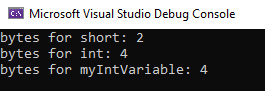 Microsoft Visual Studio Debug Console
bytes for short: 2
bytes for int: 4
bytes for myIntVariable: 4